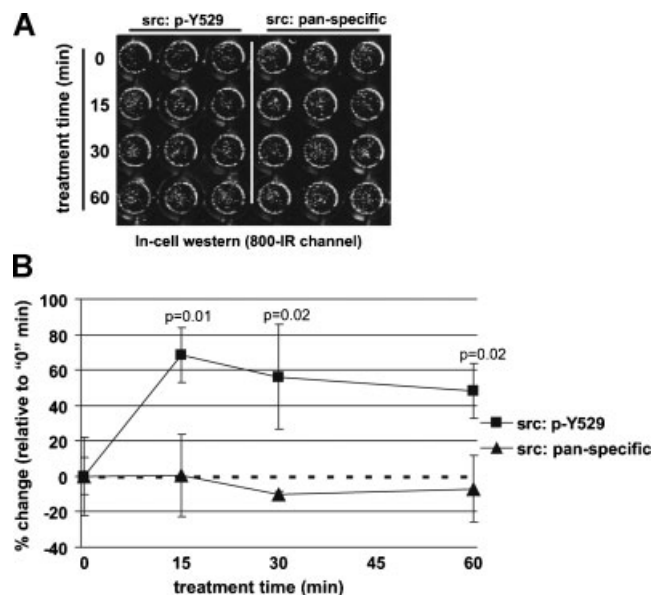 A
src: p-Y529
src: pan-specific
treatment time (min)
0
15
30
60
In-cell western (800-IR channel)
B
% change (relative to “0” min)
100
80
60
40
20
0
-20
-40
p=0.01
p=0.02
p=0.02
src: p-Y529
src: pan-specific
0 15 30 45 60
treatment time (min)